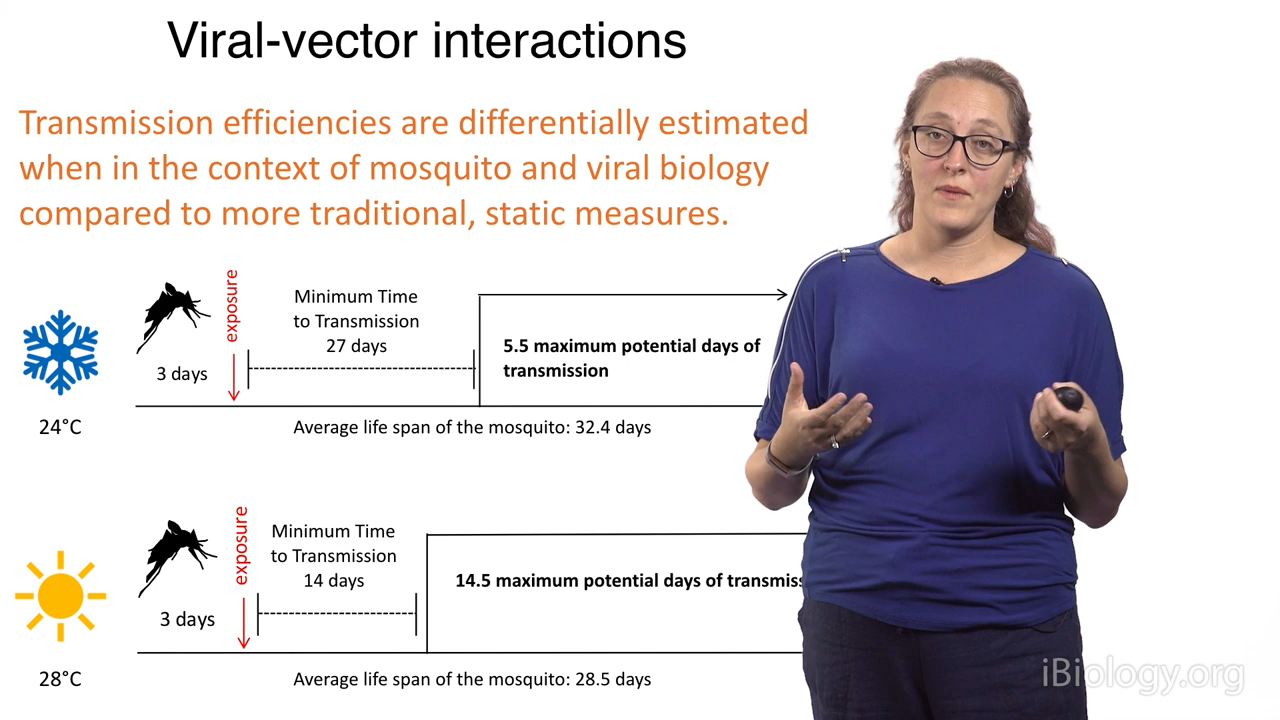 Viral-vector interactions
Transmission efficiencies are differentially estimated
when in the context of mosquito and viral biology
compared to more traditional, static measures.
exposure
Minimum Time
to Transmission
27 days
5.5 maximum potential days of
transmission
3 days
24°C
Average life span of the mosquito: 32.4 days
exposure
Minimum Time
to Transmission
14 days
14.5 maximum potential days of transmiss
3 days
28°C
Average life span of the mosquito: 28.5 days
iBiology.org